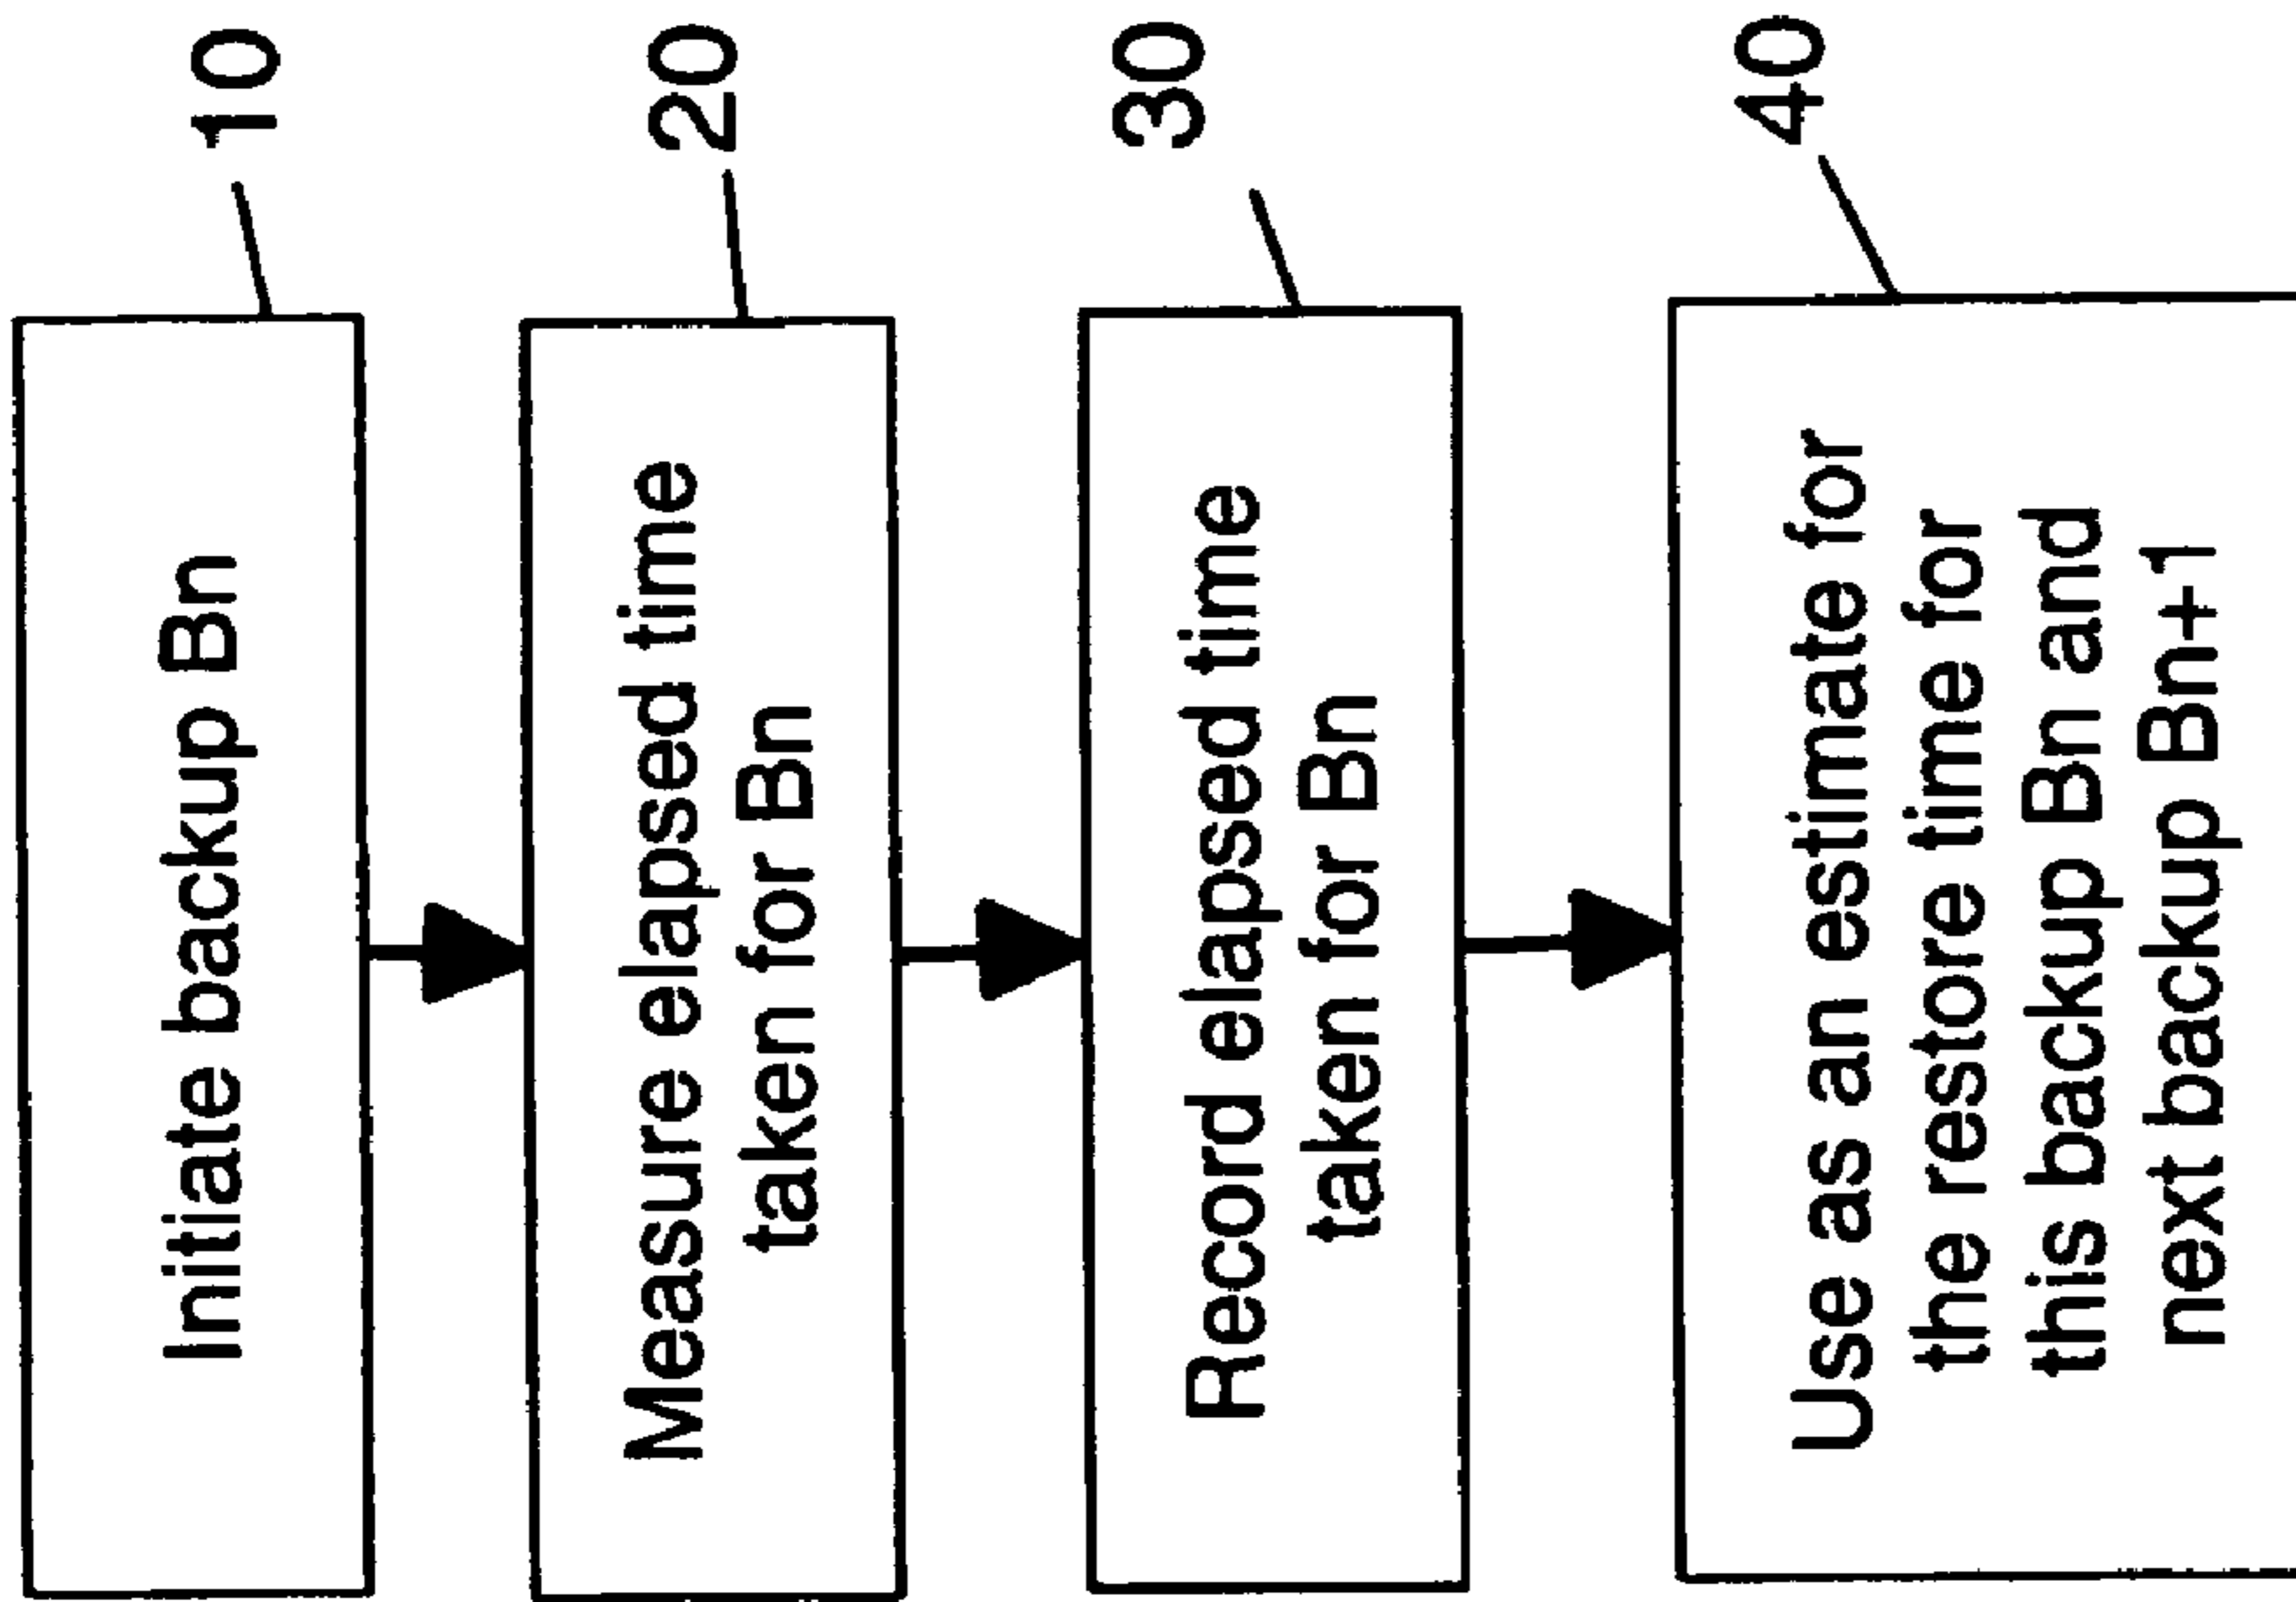 Initiate backup Bn
10
Measure elapsed time
taken for Bn
20
Record elapsed time
taken for Bn
30
Use as an estimate for
the restore time for
this backup Bn and
next backup Bn+1
40